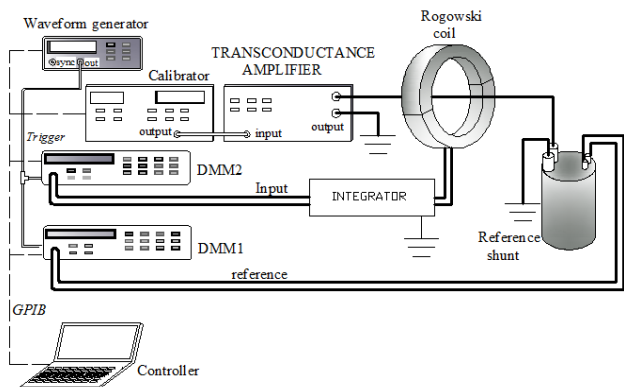 Waveform generator
sync
out
Rogowski
coil
TRANSCONDUCTANCE
AMPLIFIER
Calibrator
output
input
output
Trigger
DMM2
Input
INTEGRATOR
Reference
shunt
DMM1
reference
GPIB
Controller